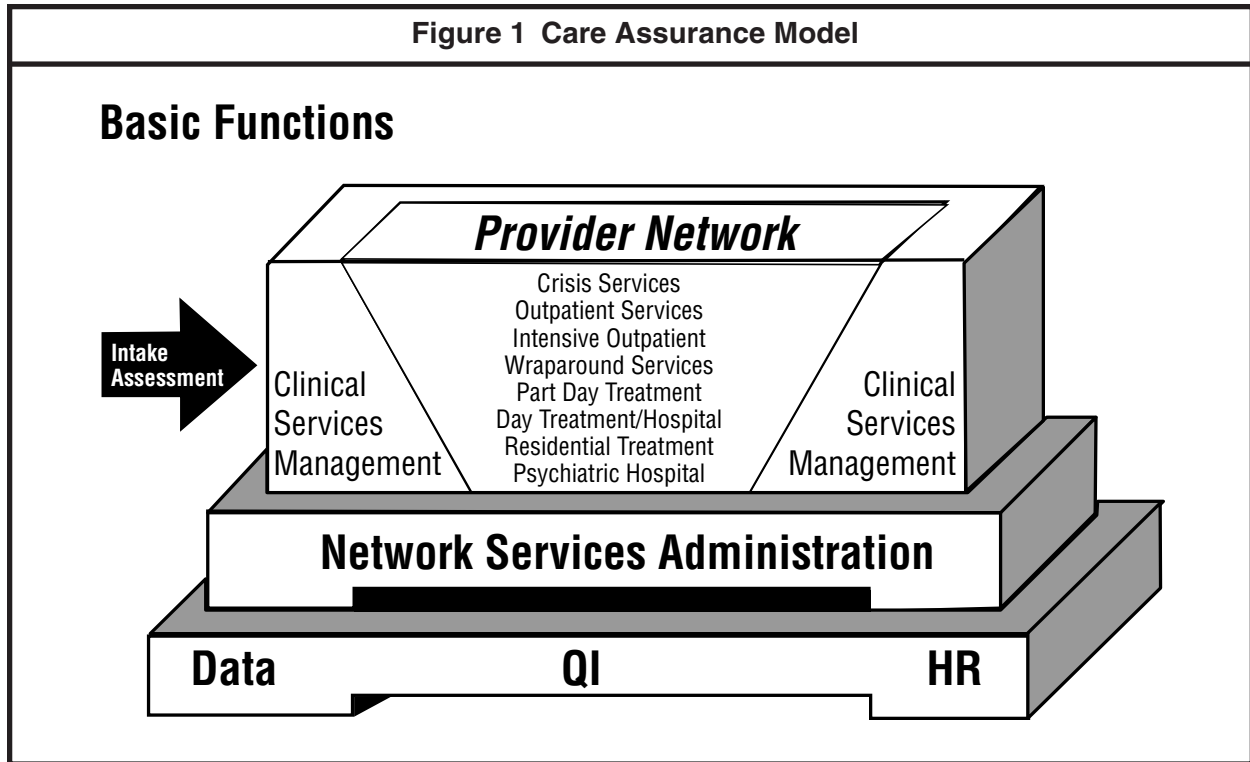 Figure 1 Care Assurance Model
Basic Functions
Provider Network
Crisis Services
Outpatient Services
Intensive Outpatient
Wraparound Services
Part Day Treatment
Day Treatment/Hospital
Residential Treatment
Psychiatric Hospital
Intake
Assessment
Clinical
Services
Management
Clinical
Services
Management
Network Services Administration
Data QI HR